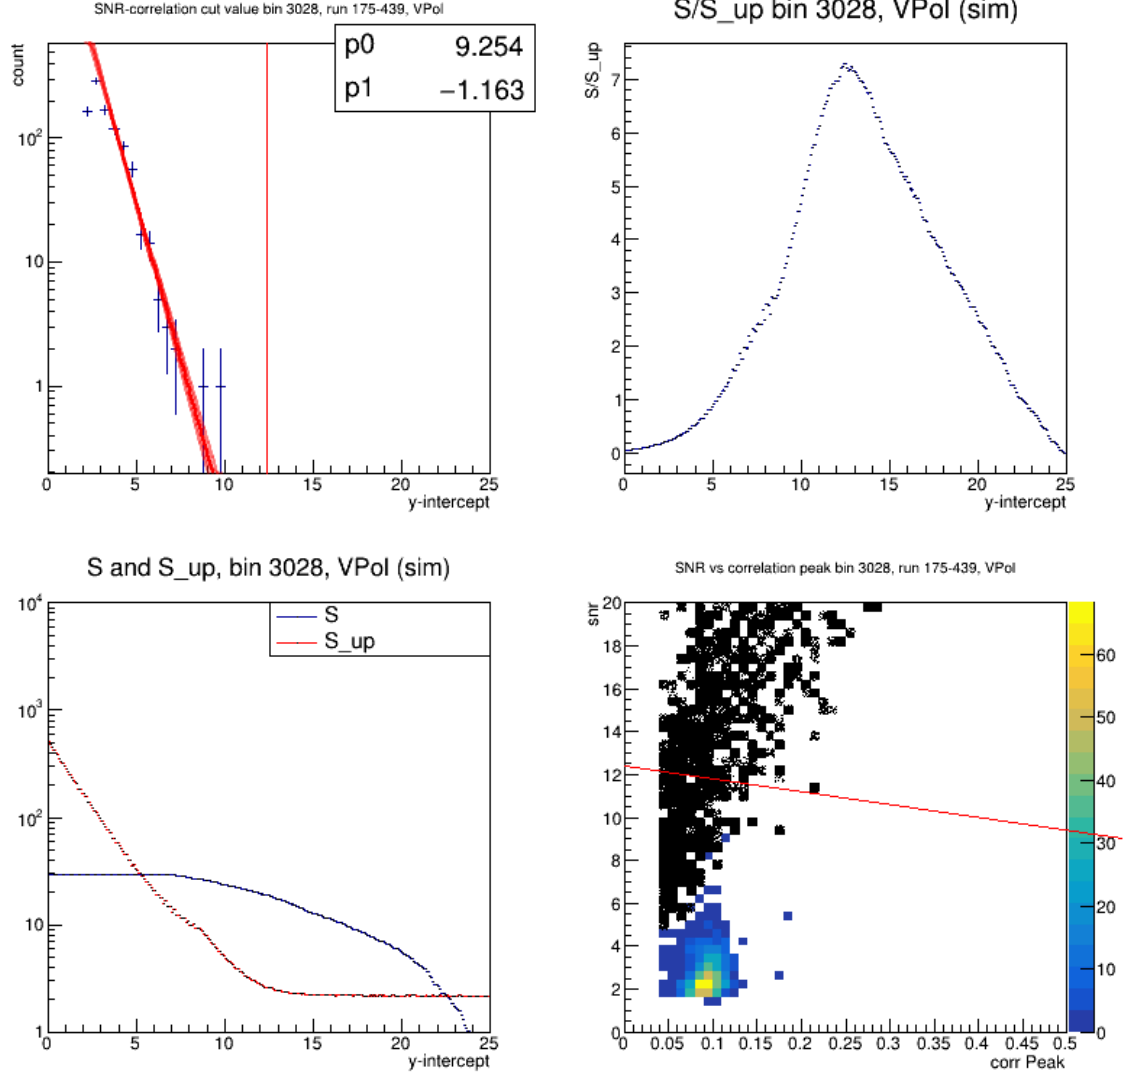 SNR-correlation cut value bin 3028, run 175-439, VPol
count
p0 9.254
p1 −1.163
10²
10
1
0 5 10 15 20 25
y-intercept
S/S_up bin 3028, VPol (sim)
S/S_up
7
6
5
4
3
2
1
0
0 5 10 15 20 25
y-intercept
S and S_up, bin 3028, VPol (sim)
S
S_up
10⁴
10³
10²
10
1
0 5 10 15 20 25
y-intercept
SNR vs correlation peak bin 3028, run 175-439, VPol
snr
20
18
16
14
12
10
8
6
4
2
0
0 0.05 0.1 0.15 0.2 0.25 0.3 0.35 0.4 0.45 0.5
corr Peak
60
50
40
30
20
10
0